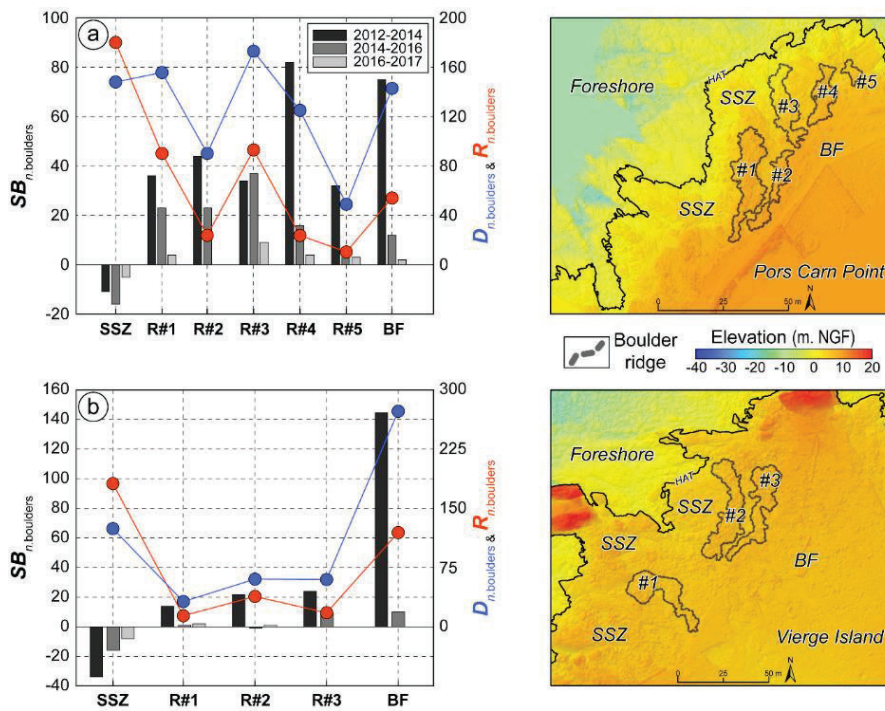 a
2012-2014
2014-2016
2016-2017
100
80
60
40
20
0
-20
SB n.boulders
200
160
120
80
40
0
D n.boulders & R n.boulders
SSZ R#1 R#2 R#3 R#4 R#5 BF
Foreshore
HAT
SSZ
#3
#4
#5
BF
#1
#2
SSZ
Pors Carn Point
N
0 25 50 m
Boulder ridge
Elevation (m. NGF)
-40 -30 -20 -10 0 10 20
b
160
140
120
100
80
60
40
20
0
-20
-40
SB n.boulders
300
225
150
75
0
D n.boulders & R n.boulders
SSZ R#1 R#2 R#3 BF
Foreshore
HAT
SSZ
#3
#2
SSZ
BF
#1
SSZ
Vierge Island
N
0 25 50 m